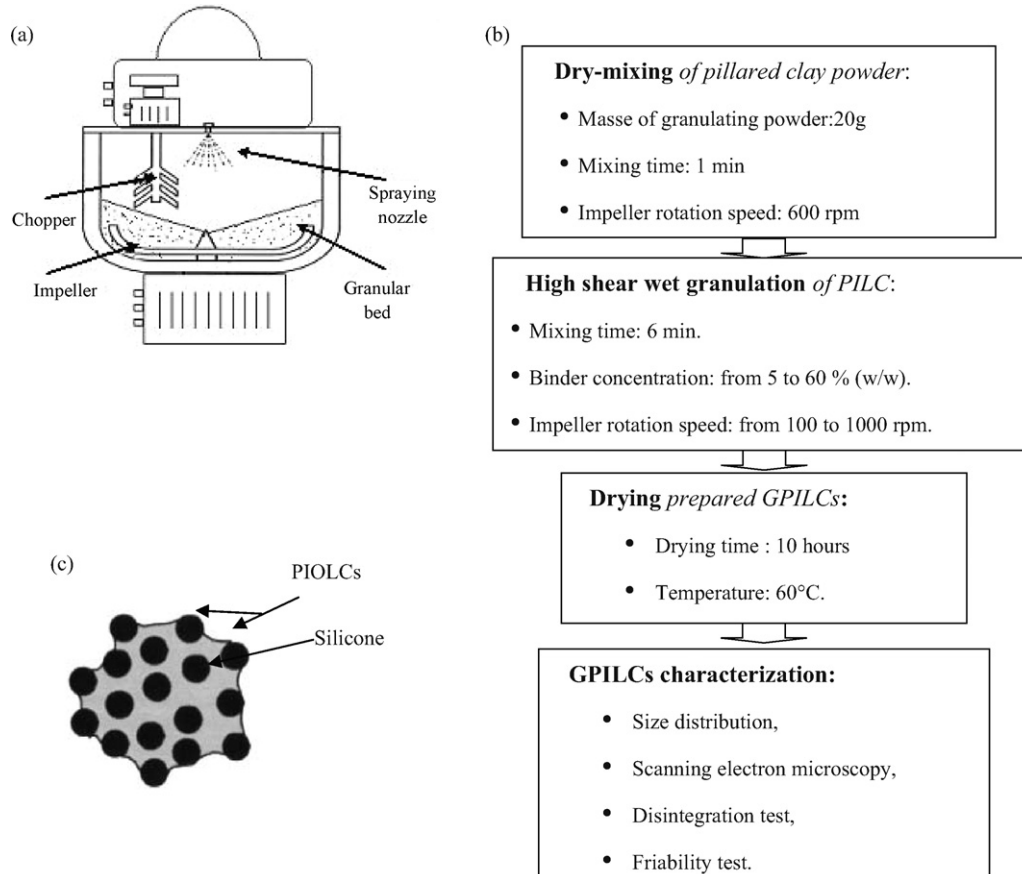 (a)
Chopper
Impeller
Spraying
nozzle
Granular
bed
(b)
Dry-mixing of pillared clay powder:
• Masse of granulating powder:20g
• Mixing time: 1 min
• Impeller rotation speed: 600 rpm
High shear wet granulation of PILC:
• Mixing time: 6 min.
• Binder concentration: from 5 to 60 % (w/w).
• Impeller rotation speed: from 100 to 1000 rpm.
Drying prepared GPILCs:
• Drying time : 10 hours
• Temperature: 60°C.
GPILCs characterization:
• Size distribution,
• Scanning electron microscopy,
• Disintegration test,
• Friability test.
(c)
PIOLCs
Silicone